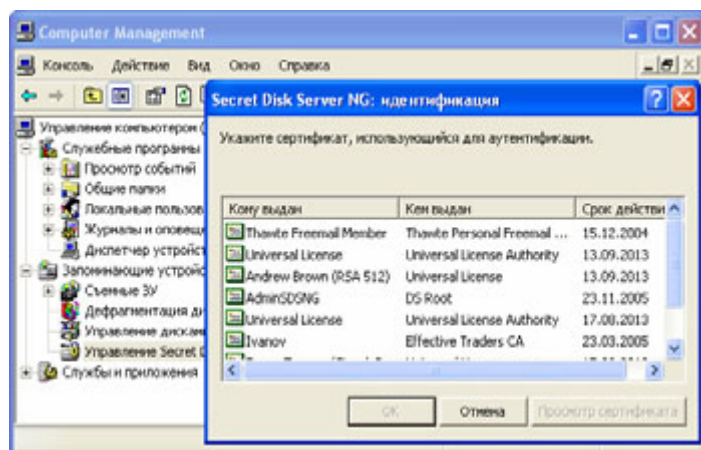 Computer Management
Консоль Действие Вид Окно Справка
Управление компьютером (
Служебные программы
Просмотр событий
Общие папки
Локальные пользов
Журналы и оповещ
Диспетчер устройст
Запоминающие устройс
Съемные ЗУ
Дефрагментация ди
Управление дискам
Управление Secret D
Службы и приложения
Secret Disk Server NG: идентификация
Укажите сертификат, использующийся для аутентификации.
Кому выдан Кем выдан Срок действи
Thawte Freemail Member Thawte Personal Freemail ... 15.12.2004
Universal License Universal License Authority 13.09.2013
Andrew Brown (RSA 512) Universal License 13.09.2013
AdminSDSNG DS Root 23.11.2005
Universal License Universal License Authority 17.08.2013
Ivanov Effective Traders CA 23.03.2005
OK Отмена Просмотр сертификата